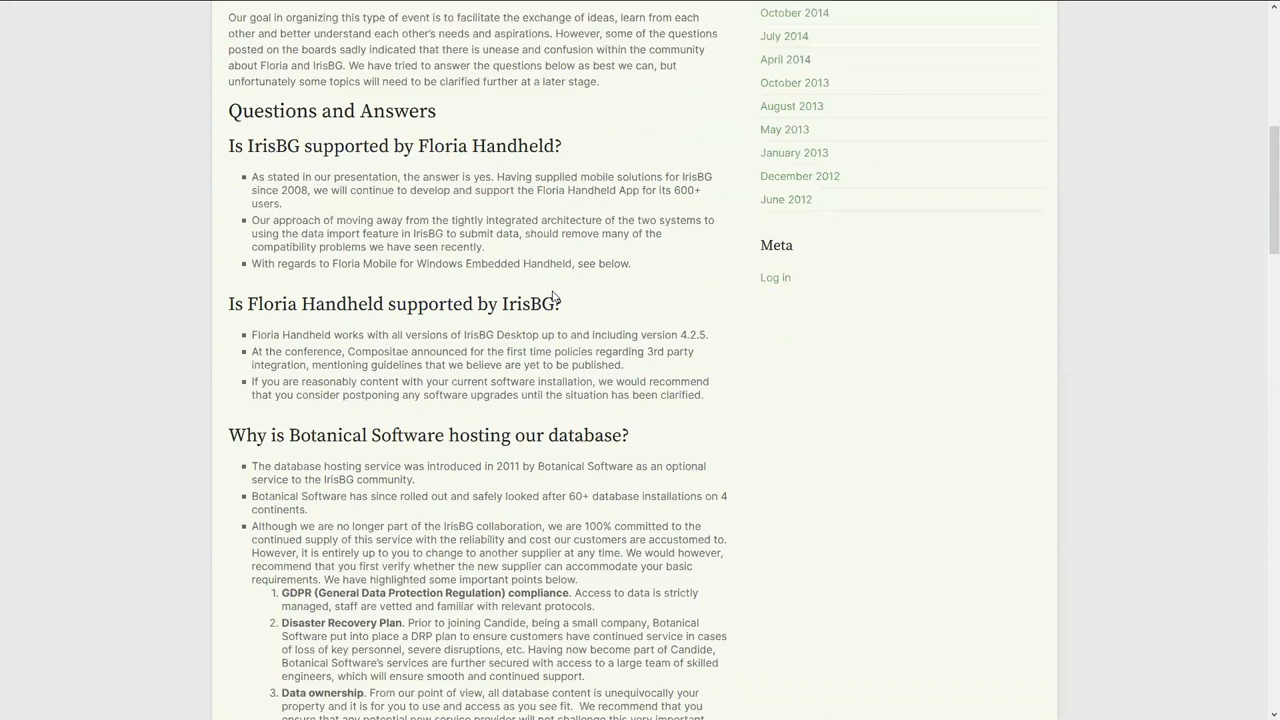 Our goal in organizing this type of event is to facilitate the exchange of ideas, learn from each
other and better understand each other's needs and aspirations. However, some of the questions
posted on the boards sadly indicated that there is unease and confusion within the community
about Floria and IrisBG. We have tried to answer the questions below as best we can, but
unfortunately some topics will need to be clarified further at a later stage.
Questions and Answers
Is IrisBG supported by Floria Handheld?
As stated in our presentation, the answer is yes. Having supplied mobile solutions for IrisBG
since 2008, we will continue to develop and support the Floria Handheld App for its 600+
users.
Our approach of moving away from the tightly integrated architecture of the two systems to
using the data import feature in IrisBG to submit data, should remove many of the
compatibility problems we have seen recently.
With regards to Floria Mobile for Windows Embedded Handheld, see below.
Is Floria Handheld supported by IrisBG?
Floria Handheld works with all versions of IrisBG Desktop up to and including version 4.2.5.
At the conference, Compositae announced for the first time policies regarding 3rd party
integration, mentioning guidelines that we believe are yet to be published.
If you are reasonably content with your current software installation, we would recommend
that you consider postponing any software upgrades until the situation has been clarified.
Why is Botanical Software hosting our database?
The database hosting service was introduced in 2011 by Botanical Software as an optional
service to the IrisBG community.
Botanical Software has since rolled out and safely looked after 60+ database installations on 4
continents.
Although we are no longer part of the IrisBG collaboration, we are 100% committed to the
continued supply of this service with the reliability and cost our customers are accustomed to.
However, it is entirely up to you to change to another supplier at any time. We would however,
recommend that you first verify whether the new supplier can accommodate your basic
requirements. We have highlighted some important points below.
1. GDPR (General Data Protection Regulation) compliance. Access to data is strictly
managed, staff are vetted and familiar with relevant protocols.
2. Disaster Recovery Plan. Prior to joining Candide, being a small company, Botanical
Software put into place a DRP plan to ensure customers have continued service in cases
of loss of key personnel, severe disruptions, etc. Having now become part of Candide,
Botanical Software's services are further secured with access to a large team of skilled
engineers, which will ensure smooth and continued support.
3. Data ownership. From our point of view, all database content is unequivocally your
property and it is for you to use and access as you see fit. We recommend that you
ensure that any potential new service provider will not challenge this very important
October 2014
July 2014
April 2014
October 2013
August 2013
May 2013
January 2013
December 2012
June 2012
Meta
Log in